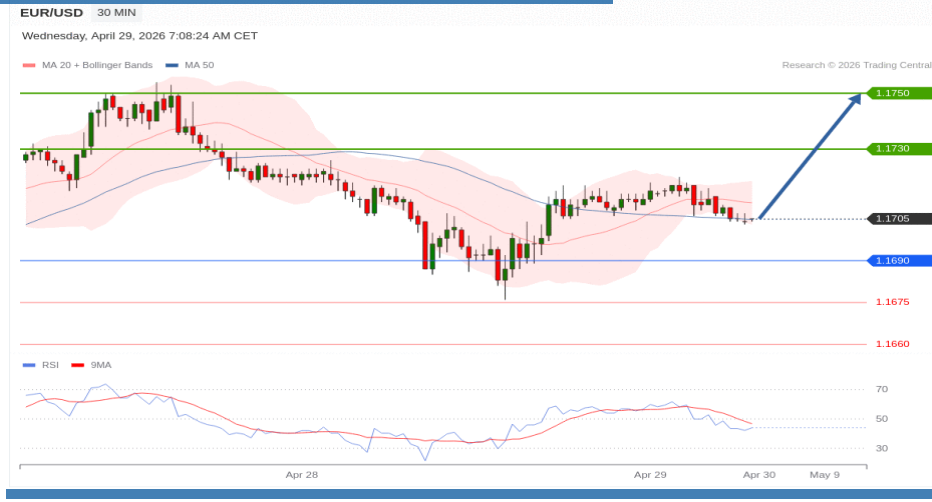 EUR/USD 30 MIN
Wednesday, April 29, 2026 7:08:24 AM CET
MA 20 + Bollinger Bands MA 50 Research © 2026 Trading Central
1.1750
1.1730
1.1705
1.1690
1.1675
1.1660
RSI 9MA
70
50
30
Apr 28 Apr 29 Apr 30 May 9